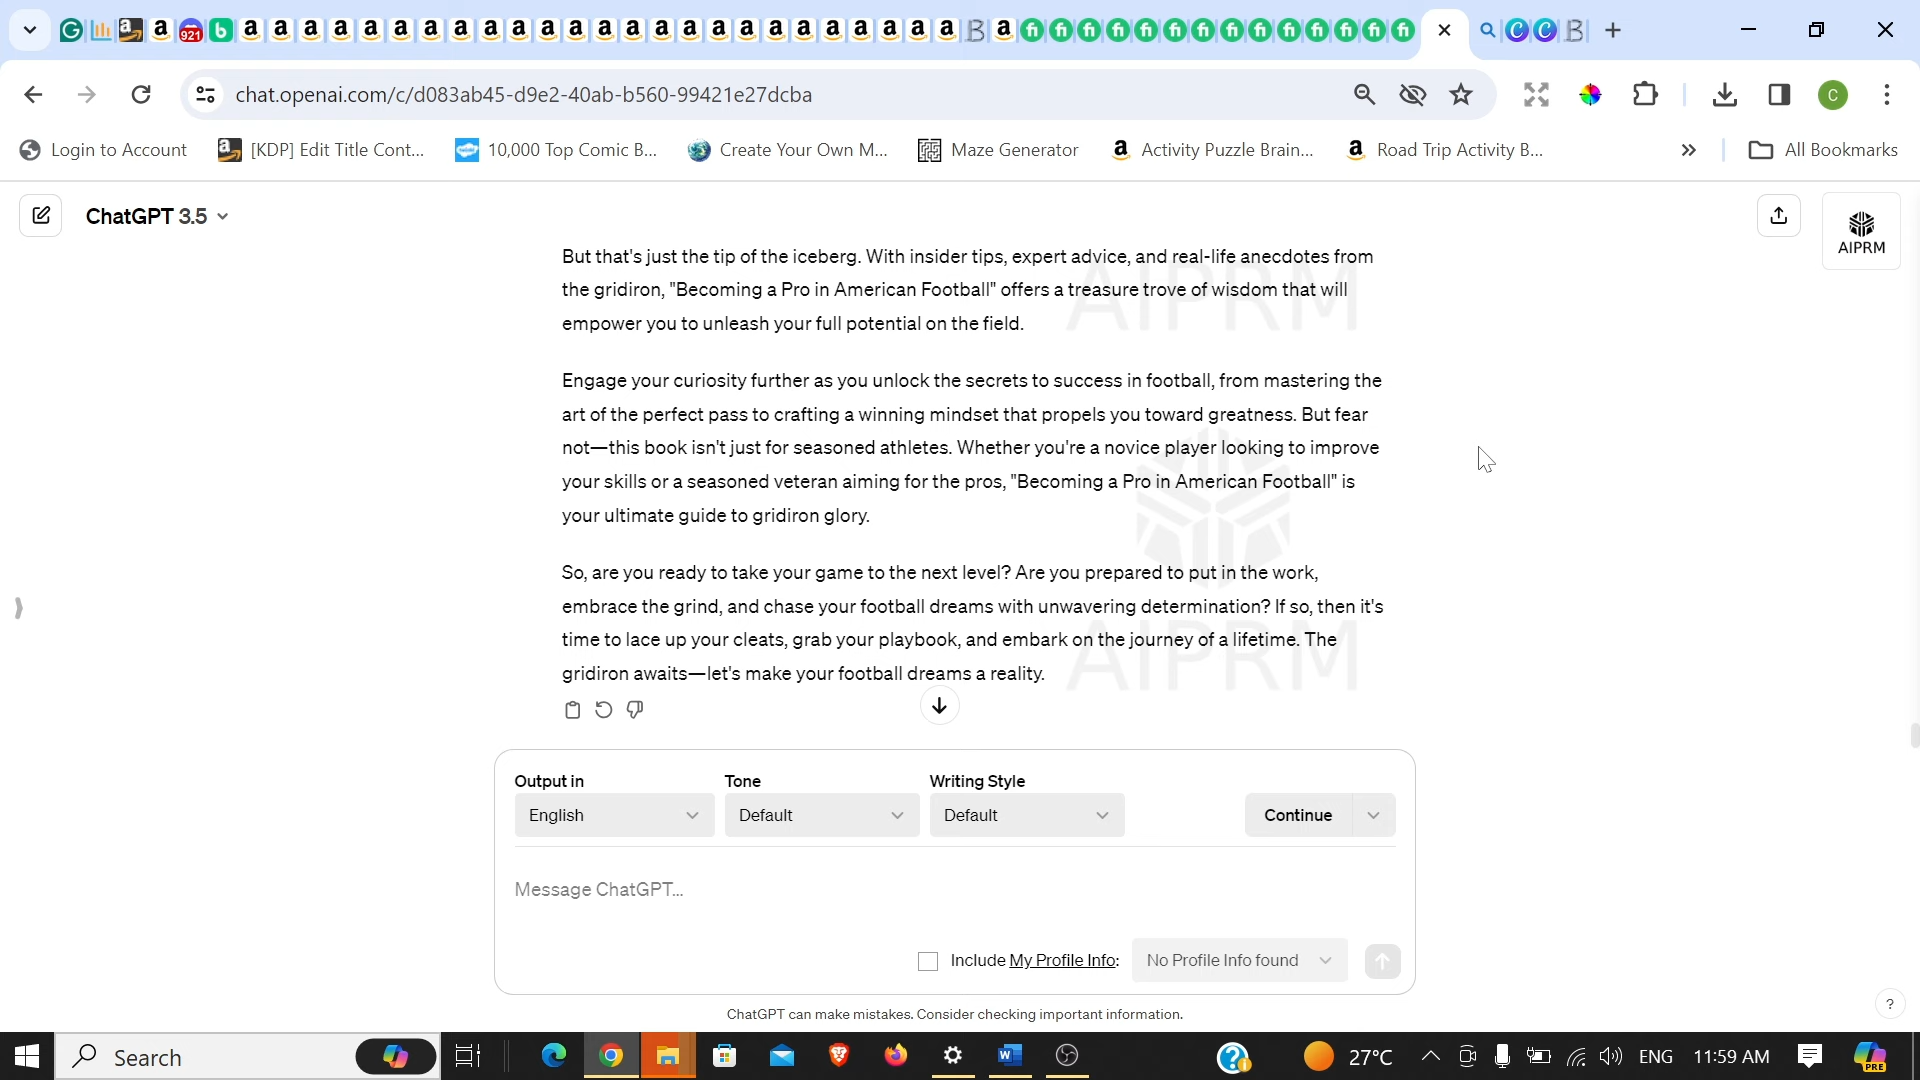 921
chat.openai.com/c/d083ab45-d9e2-40ab-b560-99421e27dcba
C
Login to Account
[KDP] Edit Title Cont...
10,000 Top Comic B...
Create Your Own M...
Maze Generator
Activity Puzzle Brain...
Road Trip Activity B...
All Bookmarks
ChatGPT 3.5
AIPRM
But that's just the tip of the iceberg. With insider tips, expert advice, and real-life anecdotes from
the gridiron, "Becoming a Pro in American Football" offers a treasure trove of wisdom that will
empower you to unleash your full potential on the field.
AIPRM
Engage your curiosity further as you unlock the secrets to success in football, from mastering the
art of the perfect pass to crafting a winning mindset that propels you toward greatness. But fear
not—this book isn't just for seasoned athletes. Whether you're a novice player looking to improve
your skills or a seasoned veteran aiming for the pros, "Becoming a Pro in American Football" is
your ultimate guide to gridiron glory.
So, are you ready to take your game to the next level? Are you prepared to put in the work,
embrace the grind, and chase your football dreams with unwavering determination? If so, then it's
time to lace up your cleats, grab your playbook, and embark on the journey of a lifetime. The
gridiron awaits—let's make your football dreams a reality.
AIPRM
Output in
Tone
Writing Style
English
Default
Default
Continue
Message ChatGPT...
Include My Profile Info:
No Profile Info found
ChatGPT can make mistakes. Consider checking important information.
?
Search
27°C
ENG
11:59 AM
PRE